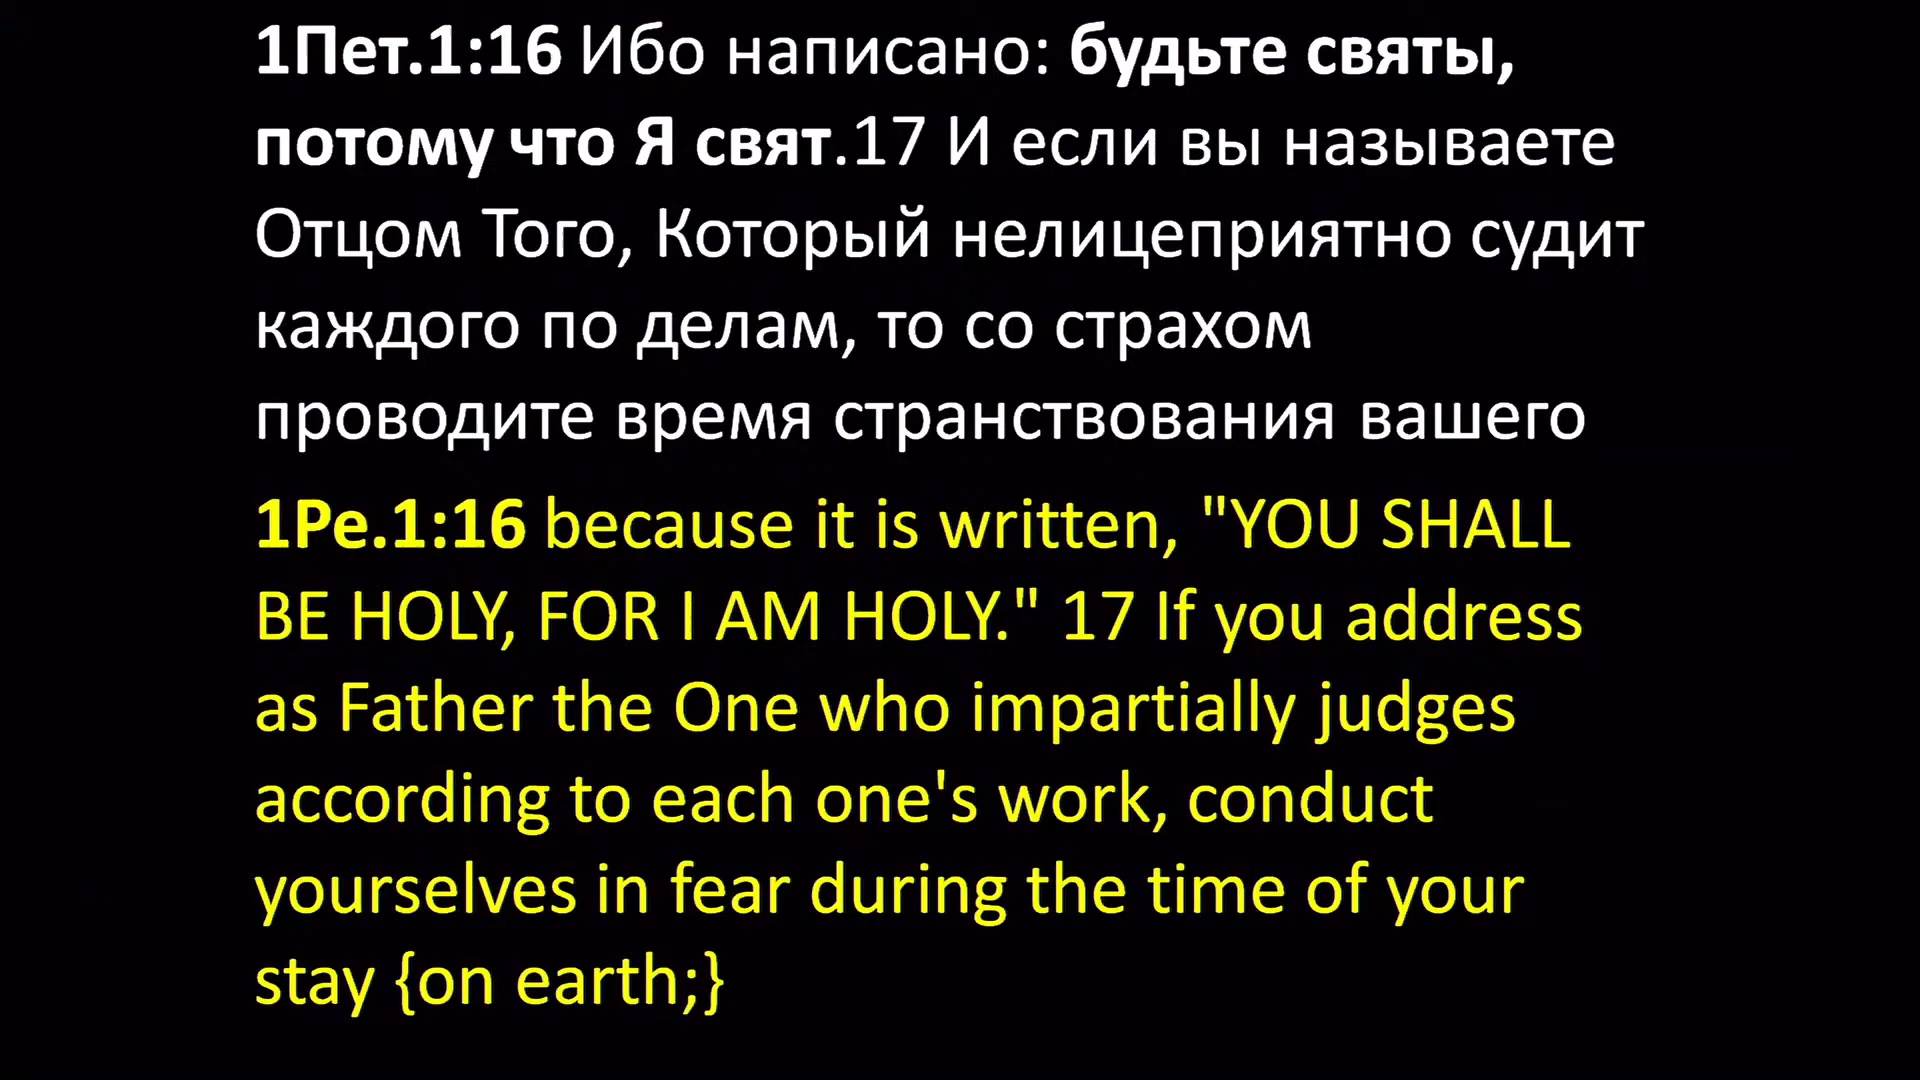 1Пет.1:16 Ибо написано: будьте святы,
потому что Я свят.17 И если вы называете
Отцом Того, Который нелицеприятно судит
каждого по делам, то со страхом
проводите время странствования вашего
1Pe.1:16 because it is written, "YOU SHALL
BE HOLY, FOR I AM HOLY." 17 If you address
as Father the One who impartially judges
according to each one's work, conduct
yourselves in fear during the time of your
stay {on earth;}